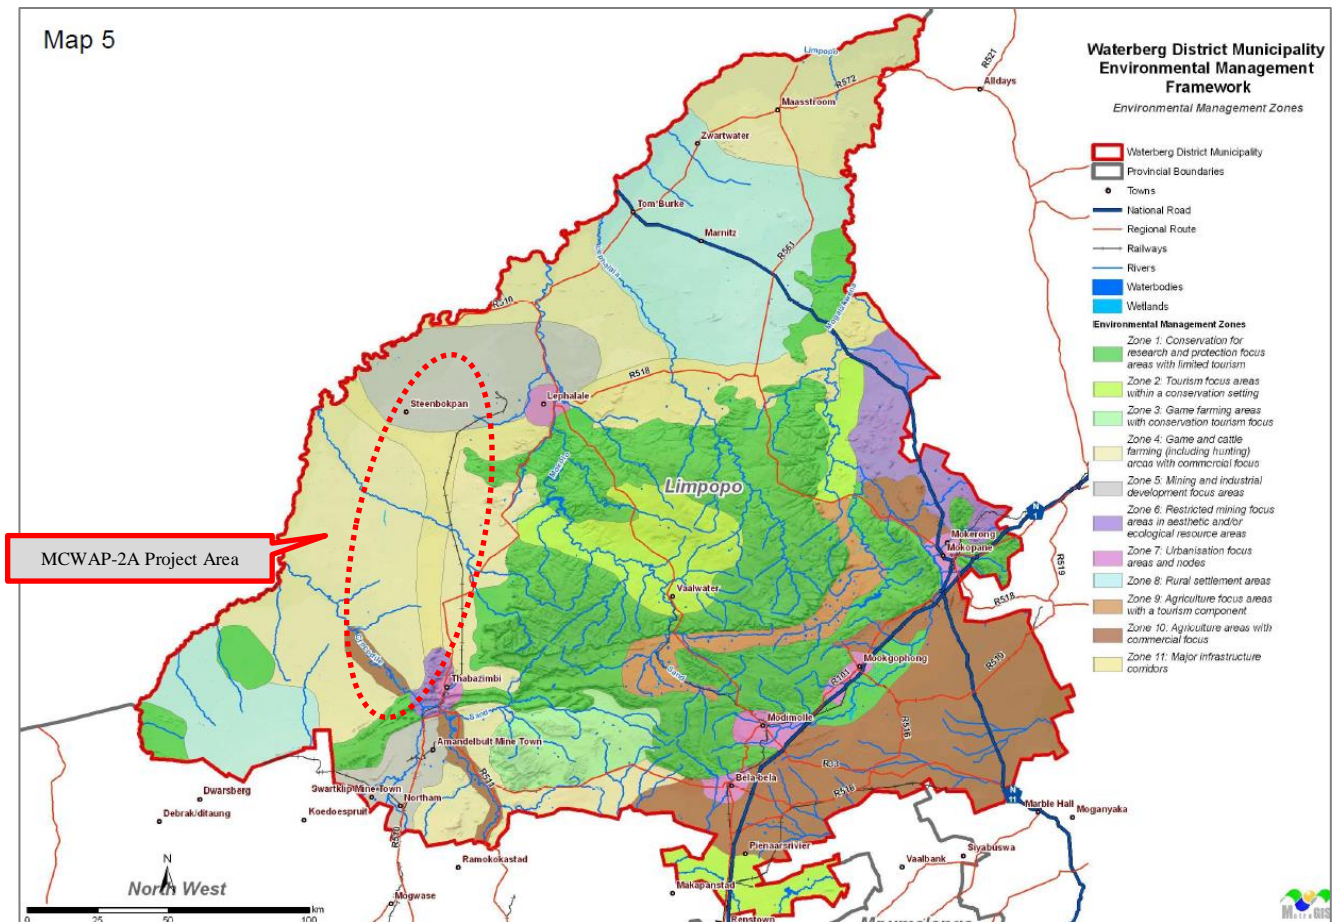 Map 5
Waterberg District Municipality
Environmental Management
Framework
Environmental Management Zones
Waterberg District Municipality
Provincial Boundaries
Towns
National Road
Regional Route
Railways
Rivers
Waterbodies
Wetlands
Environmental Management Zones
Zone 1: Conservation for
research and protection focus
areas with limited tourism
Zone 2: Tourism focus areas
within a conservation setting
Zone 3: Game farming areas
with conservation tourism focus
Zone 4: Game and cattle
farming (including hunting)
areas with commercial focus
Zone 5: Mining and industrial
development focus areas
Zone 6: Restricted mining focus
areas in aesthetic and/or
ecological resource areas
Zone 7: Urbanisation focus
areas and nodes
Zone 8: Rural settlement areas
Zone 9: Agriculture focus areas
with a tourism component
Zone 10: Agriculture areas with
commercial focus
Zone 11: Major infrastructure
corridors
Limpopo
R521
R572
Alldays
Maasstroom
Zwartwater
Tom Burke
Marnitz
R561
R510
R518
Steenbokpan
Lephalale
Mokolo
Limpopo
MCWAP-2A Project Area
Vaalwater
Mokerong
Mokopane
N
1
R519
R518
Crocodile
Thabazimbi
Sand
Sand
Mookgophong
R101
R519
Modimolle
R516
Amandelbult Mine Town
R511
Bela-bela
R33
R516
Swartklip Mine Town
Northam
Dwarsberg
Debrak/ditaung
Koedoespruit
R510
Marble Hall
N
11
Moganyaka
Pienaarsrivier
Siyabuswa
Vaalbank
Ramokokastad
Makapanstad
Mogwase
N
North West
0 25 50 100 km